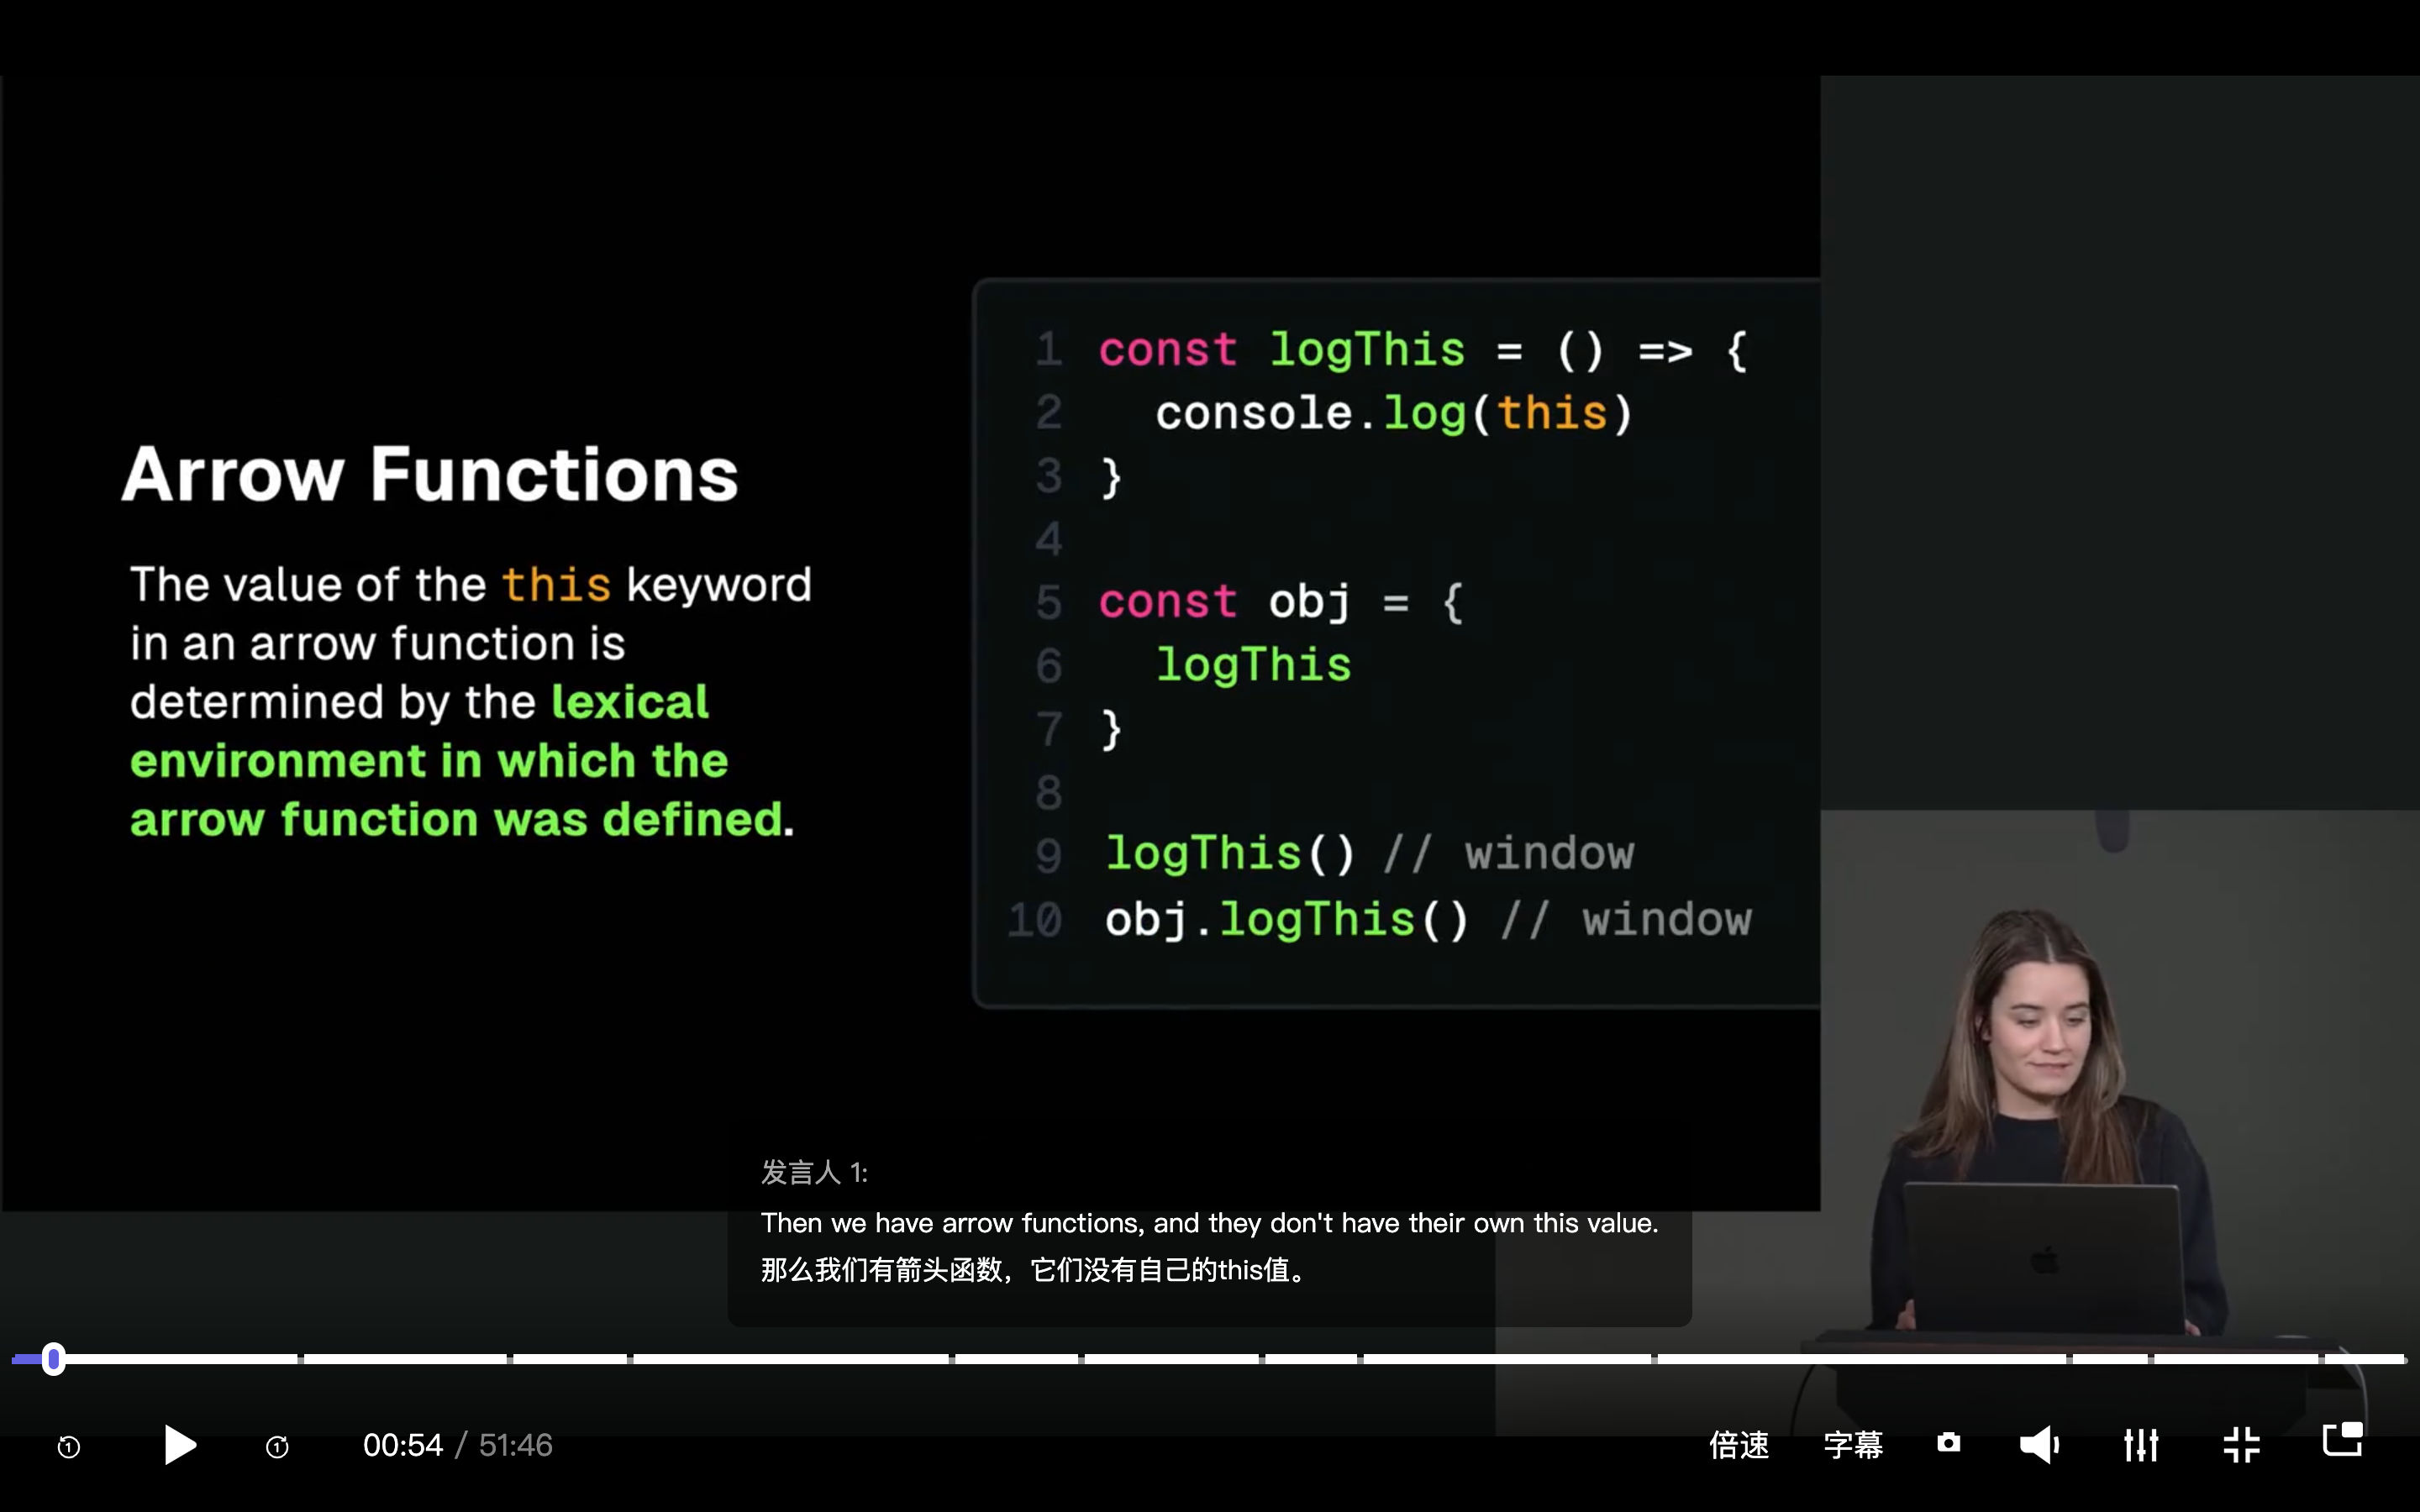 Arrow Functions
The value of the this keyword
in an arrow function is
determined by the lexical
environment in which the
arrow function was defined.
1 const logThis = () => {
2 console.log(this)
3 }
4
5 const obj = {
6 logThis
7 }
8
9 logThis() // window
10 obj.logThis() // window
发言人 1:
Then we have arrow functions, and they don't have their own this value.
那么我们有箭头函数，它们没有自己的this值。
1
1
00:54 / 51:46
倍速
字幕